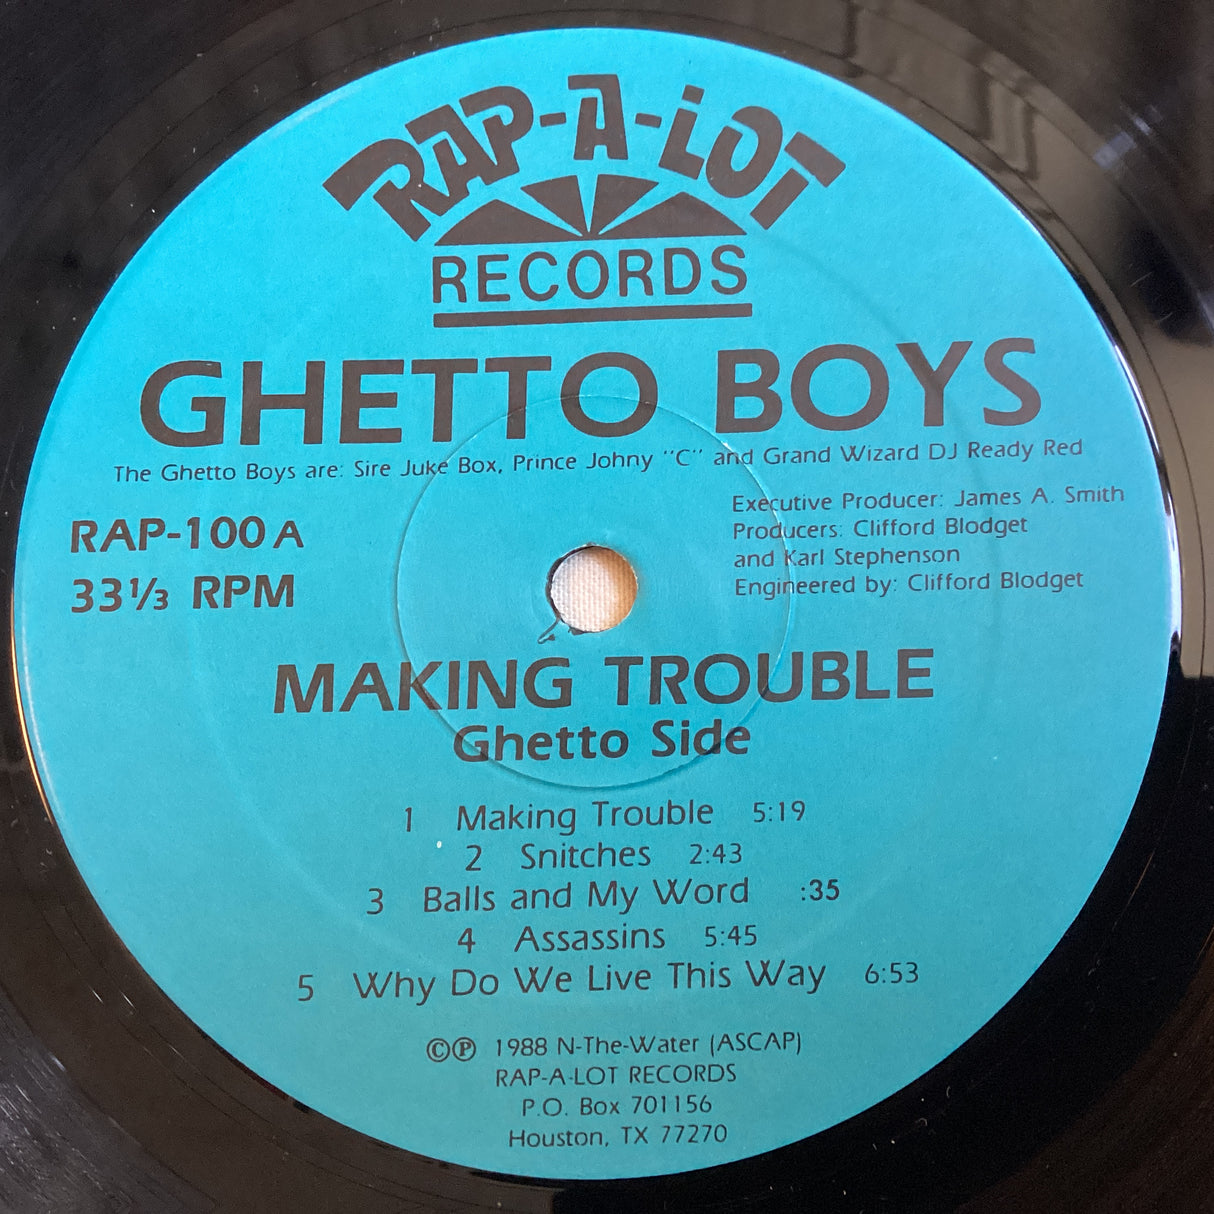 RAP-A-LOT
RECORDS
GHETTO BOYS
The Ghetto Boys are: Sire Juke Box, Prince Johny "C" and Grand Wizard DJ Ready Red
RAP-100 A
33⅓ RPM
Executive Producer: James A. Smith
Producers: Clifford Blodget
and Karl Stephenson
Engineered by: Clifford Blodget
MAKING TROUBLE
Ghetto Side
1 Making Trouble 5:19
2 Snitches 2:43
3 Balls and My Word :35
4 Assassins 5:45
5 Why Do We Live This Way 6:53
©℗ 1988 N-The-Water (ASCAP)
RAP-A-LOT RECORDS
P.O. Box 701156
Houston, TX 77270